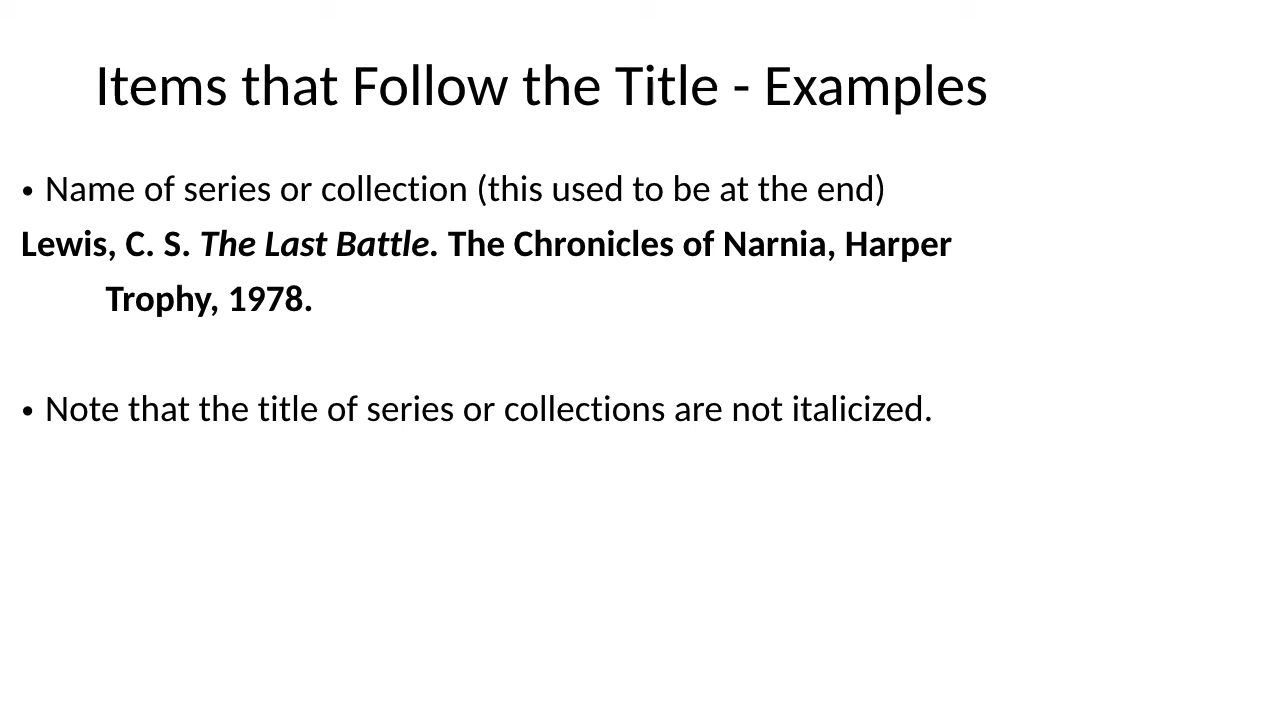 Items that Follow the Title - Examples
• Name of series or collection (this used to be at the end)
Lewis, C. S. The Last Battle. The Chronicles of Narnia, Harper
Trophy, 1978.
• Note that the title of series or collections are not italicized.